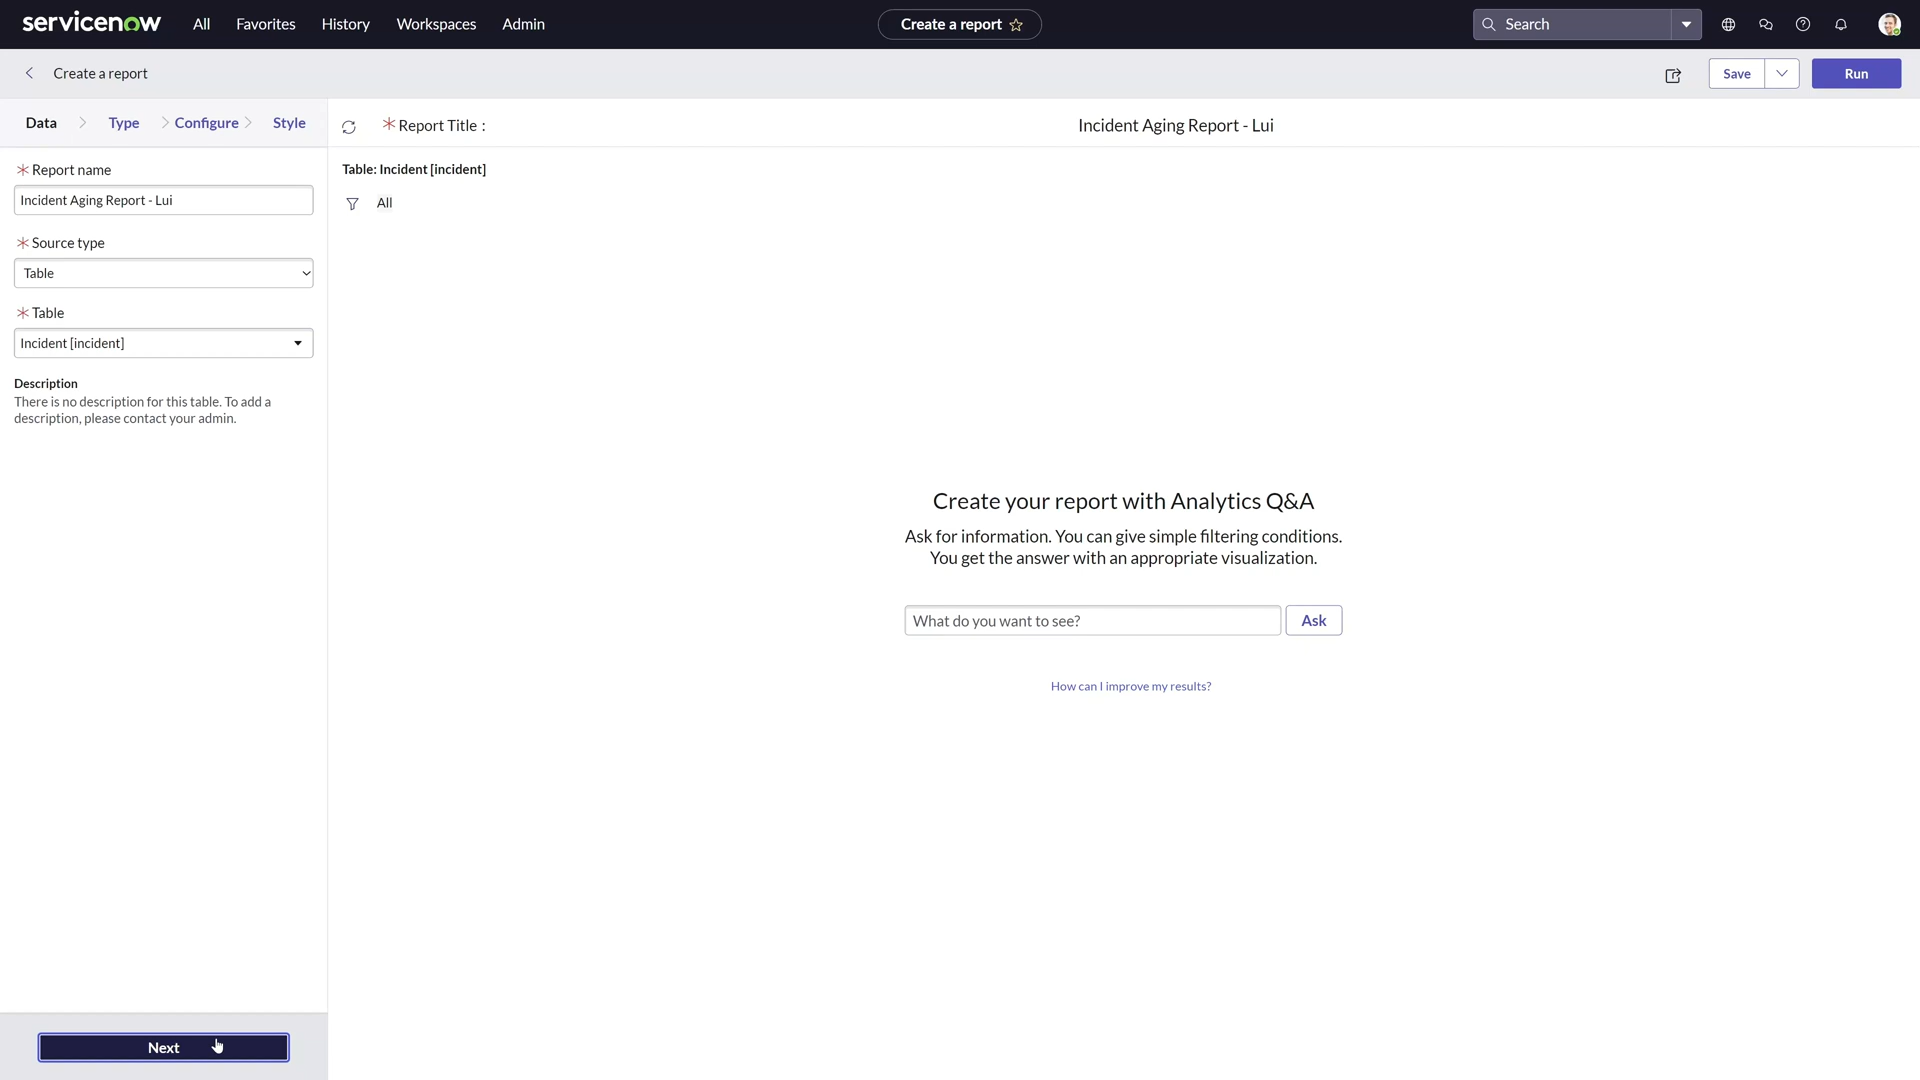 servicenow
All
Favorites
History
Workspaces
Admin
Create a report
Search
Create a report
Save
Run
Data
Type
Configure
Style
Report name
Incident Aging Report - Lui
Source type
Table
Table
Incident [incident]
Description
There is no description for this table. To add a
description, please contact your admin.
Next
Report Title :
Incident Aging Report - Lui
Table: Incident [incident]
All
Create your report with Analytics Q&A
Ask for information. You can give simple filtering conditions.
You get the answer with an appropriate visualization.
What do you want to see?
Ask
How can I improve my results?